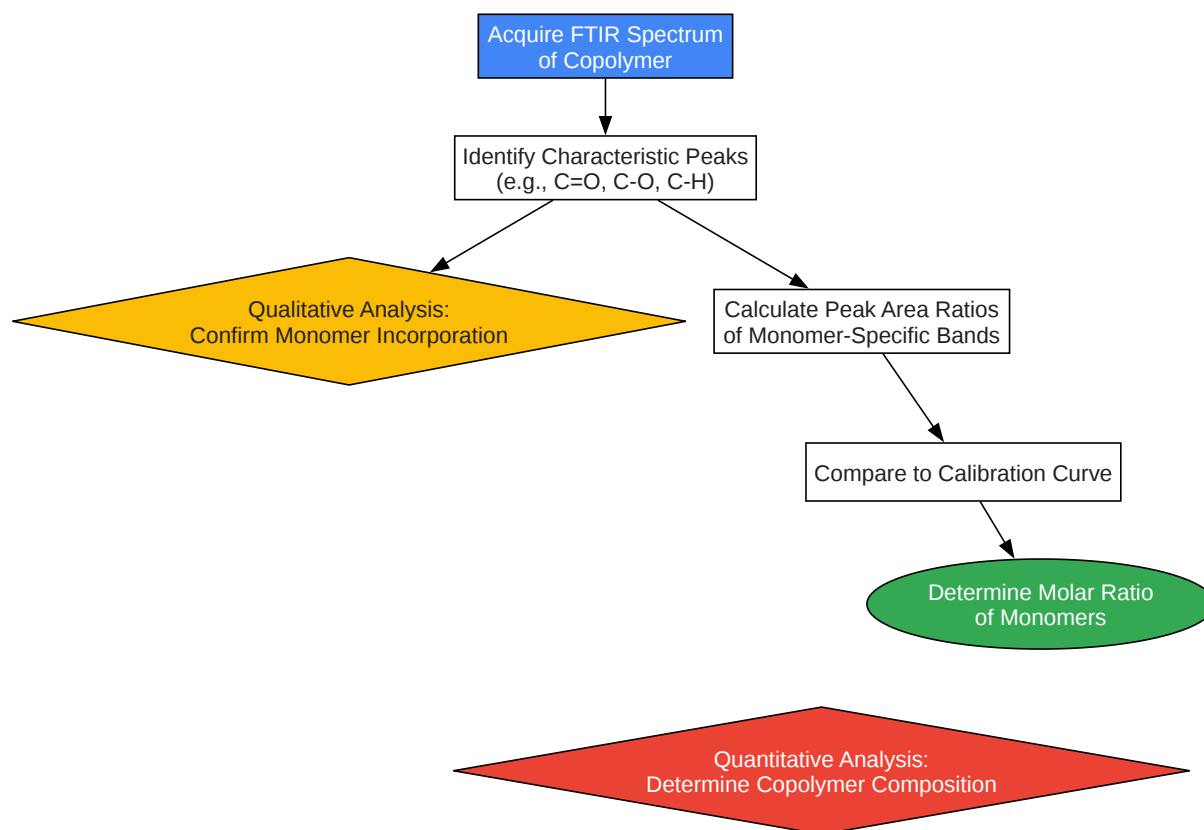 Acquire FTIR Spectrum
of Copolymer
Identify Characteristic Peaks
(e.g., C=O, C-O, C-H)
Qualitative Analysis:
Confirm Monomer Incorporation
Calculate Peak Area Ratios
of Monomer-Specific Bands
Compare to Calibration Curve
Determine Molar Ratio
of Monomers
Quantitative Analysis:
Determine Copolymer Composition